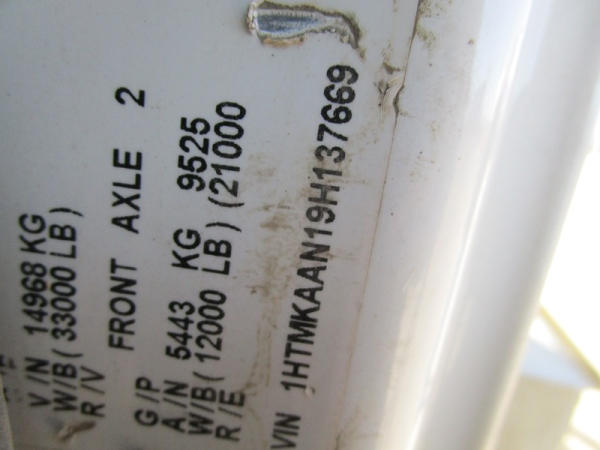 V/N 14968 KG
W/B( 33000 LB )
R/V
FRONT AXLE 2
G/P
A/N 5443 KG 9525
W/B( 12000 LB ) (21000
R/E
VIN 1HTMKAAN19H137669